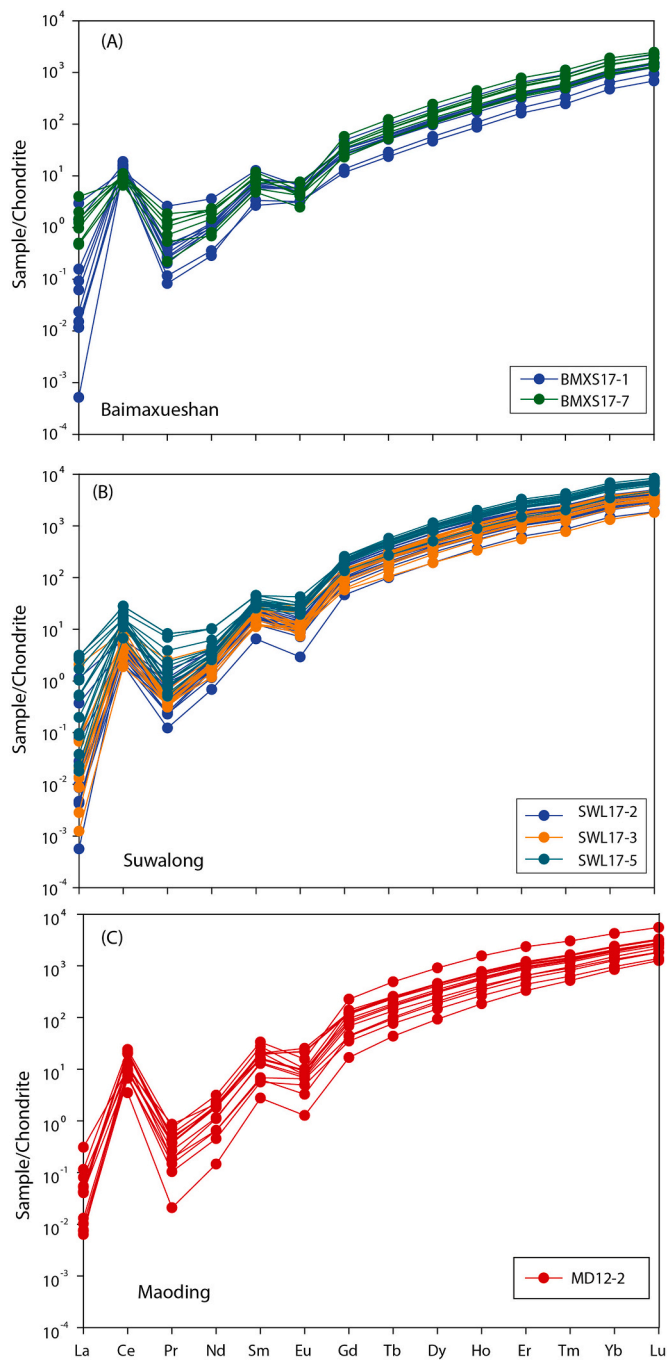 (A)
10^4
10^3
10^2
10^1
10^0
10^-1
10^-2
10^-3
10^-4
Sample/Chondrite
BMXS17-1
BMXS17-7
Baimaxueshan
(B)
10^4
10^3
10^2
10^1
10^0
10^-1
10^-2
10^-3
10^-4
Sample/Chondrite
SWL17-2
SWL17-3
SWL17-5
Suwalong
(C)
10^4
10^3
10^2
10^1
10^0
10^-1
10^-2
10^-3
10^-4
Sample/Chondrite
MD12-2
Maoding
La Ce Pr Nd Sm Eu Gd Tb Dy Ho Er Tm Yb Lu